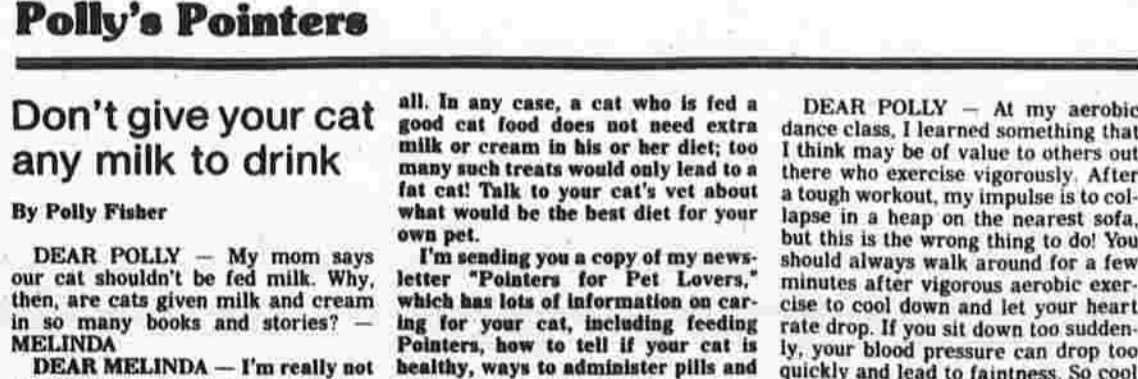 Polly's Pointers
Don't give your cat
any milk to drink
By Polly Fisher
DEAR POLLY — My mom says
our cat shouldn't be fed milk. Why,
then, are cats given milk and cream
in so many books and stories? —
MELINDA
DEAR MELINDA — I'm really not
all. In any case, a cat who is fed a
good cat food does not need extra
milk or cream in his or her diet; too
many such treats would only lead to a
fat cat! Talk to your cat's vet about
what would be the best diet for your
own pet.
I'm sending you a copy of my news-
letter "Pointers for Pet Lovers,"
which has lots of information on car-
ing for your cat, including feeding
Pointers, how to tell if your cat is
healthy, ways to administer pills and
DEAR POLLY — At my aerobic
dance class, I learned something that
I think may be of value to others out
there who exercise vigorously. After
a tough workout, my impulse is to col-
lapse in a heap on the nearest sofa,
but this is the wrong thing to do! You
should always walk around for a few
minutes after vigorous aerobic exer-
cise to cool down and let your heart
rate drop. If you sit down too sudden-
ly, your blood pressure can drop too
quickly and lead to faintness. So cool